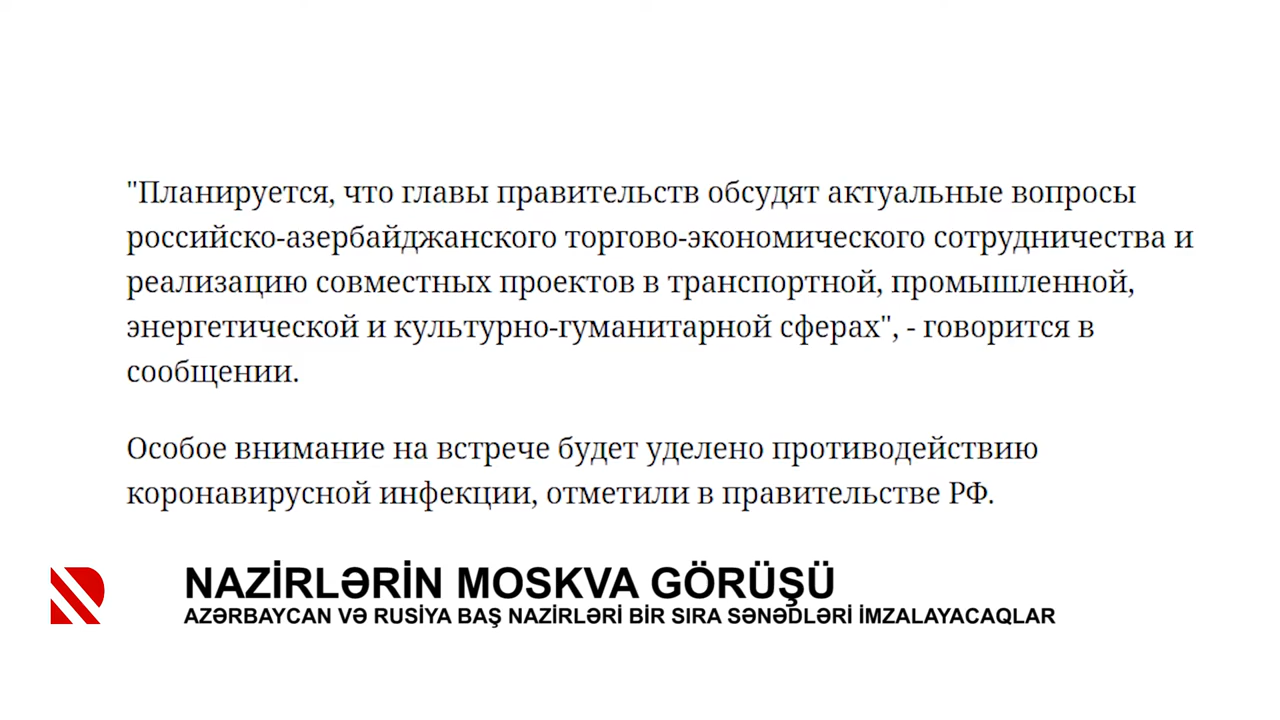 "Планируется, что главы правительств обсудят актуальные вопросы
российско-азербайджанского торгово-экономического сотрудничества и
реализацию совместных проектов в транспортной, промышленной,
энергетической и культурно-гуманитарной сферах", - говорится в
сообщении.
Особое внимание на встрече будет уделено противодействию
коронавирусной инфекции, отметили в правительстве РФ.
NAZİRLƏRİN MOSKVA GÖRÜŞÜ
AZƏRBAYCAN VƏ RUSİYA BAŞ NAZİRLƏRİ BİR SIRA SƏNƏDLƏRİ İMZALAYACAQLAR